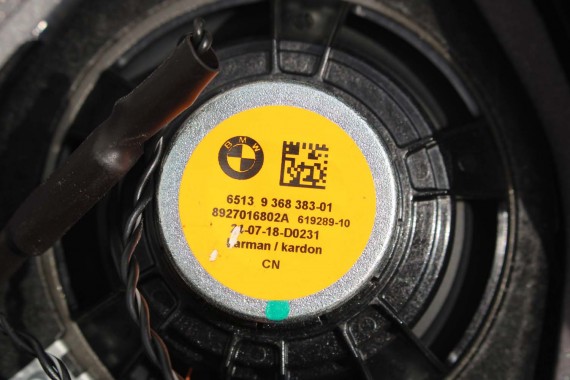 BMW
6513 9 368 383-01
8927016802A 619289-10
-07-18-D0231
harman / kardon
CN